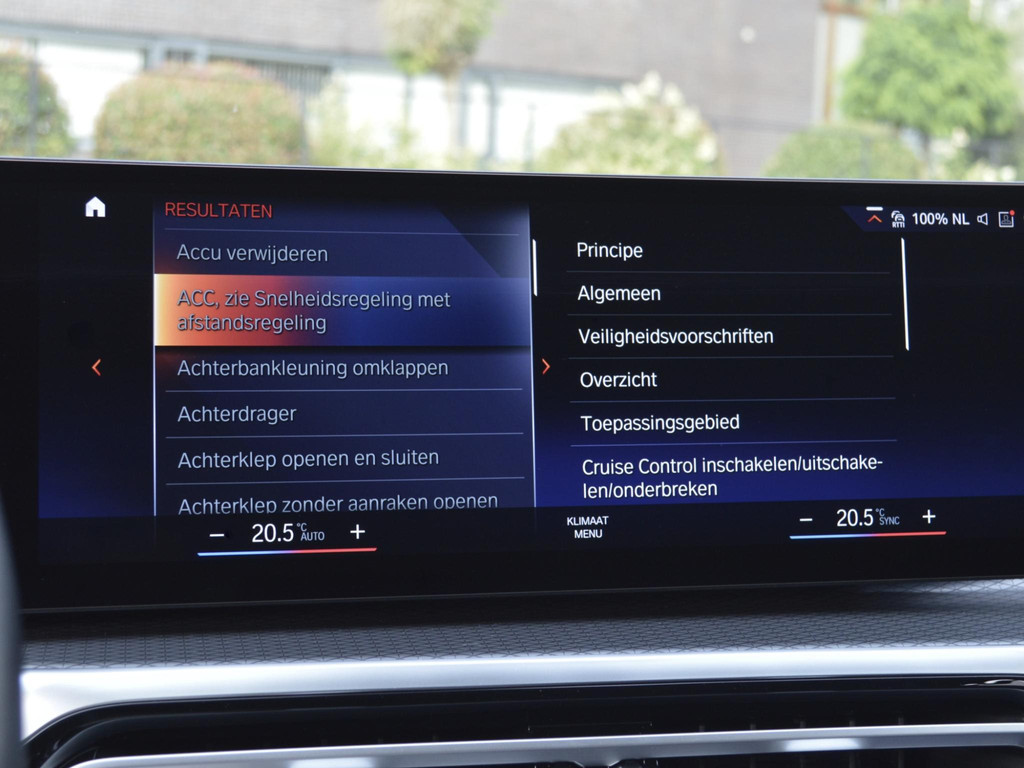 RESULTATEN
Accu verwijderen
ACC, zie Snelheidsregeling met
afstandsregeling
Achterbankleuning omklappen
Achterdrager
Achterklep openen en sluiten
Achterklep zonder aanraken openen
Principe
Algemeen
Veiligheidsvoorschriften
Overzicht
Toepassingsgebied
Cruise Control inschakelen/uitschake-
len/onderbreken
RTTI 100% NL
− 20.5 °C AUTO +
KLIMAAT
MENU
− 20.5 °C SYNC +